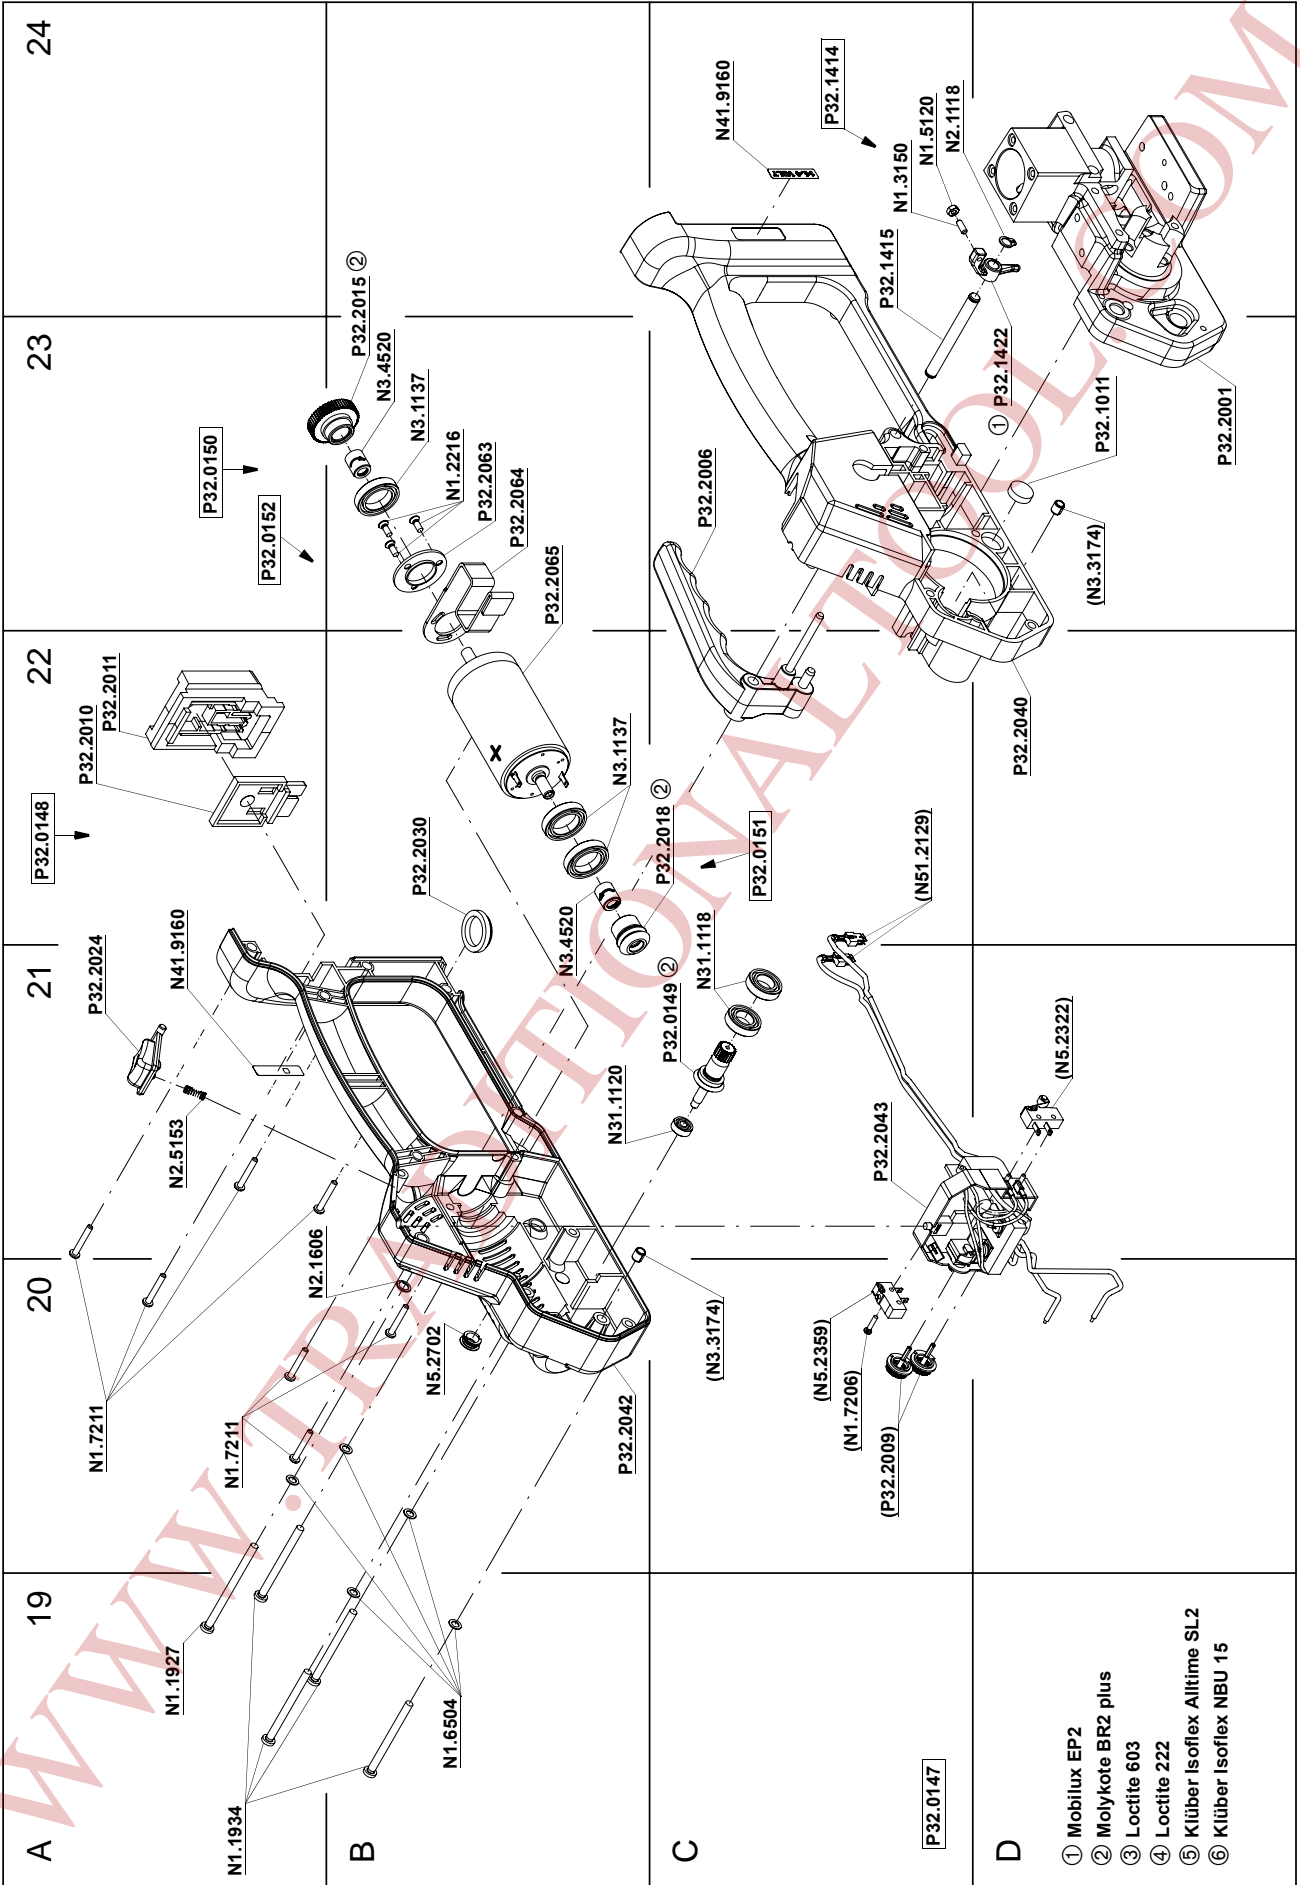 19
20
21
22
23
24
A
B
C
D
N1.7211
N2.5153
P32.2024
N41.9160
P32.0148
P32.2010
P32.2011
P32.0152
P32.0150
P32.2015 ②
N3.4520
N3.1137
N1.2216
P32.2063
P32.2064
P32.2065
X
N3.1137
P32.2018 ②
P32.0151
N3.4520
P32.2030
N1.1927
N1.1934
N1.6504
N1.7211
N2.1606
N5.2702
P32.2042
(N3.3174)
N31.1120
P32.0149 ②
N31.1118
P32.2006
N41.9160
14.4 VOLT
P32.1414
N1.5120
N2.1118
N1.3150
P32.1415
① P32.1422
P32.1011
P32.2001
(N3.3174)
P32.2040
(N51.2129)
(N5.2322)
P32.2043
(N5.2359)
(N1.7206)
(P32.2009)
P32.0147
① Mobilux EP2
② Molykote BR2 plus
③ Loctite 603
④ Loctite 222
⑤ Klüber Isoflex Alltime SL2
⑥ Klüber Isoflex NBU 15
WWW.TRADITIONALTOOL.COM